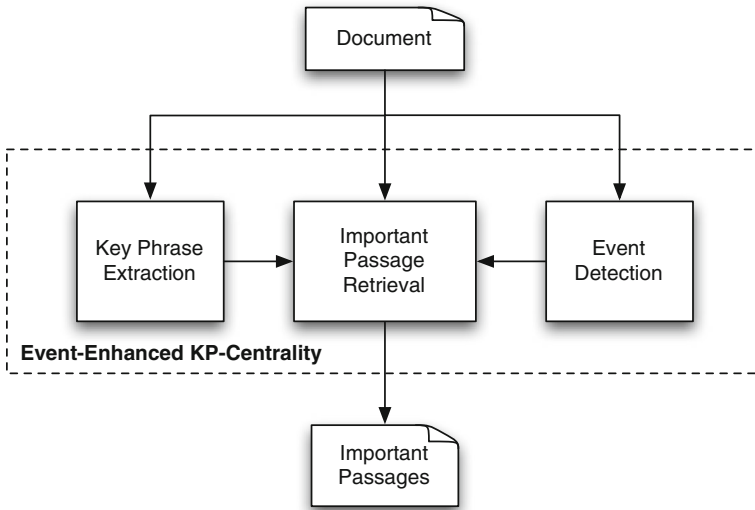 Document
Key Phrase
Extraction
Important
Passage
Retrieval
Event
Detection
Event-Enhanced KP-Centrality
Important
Passages